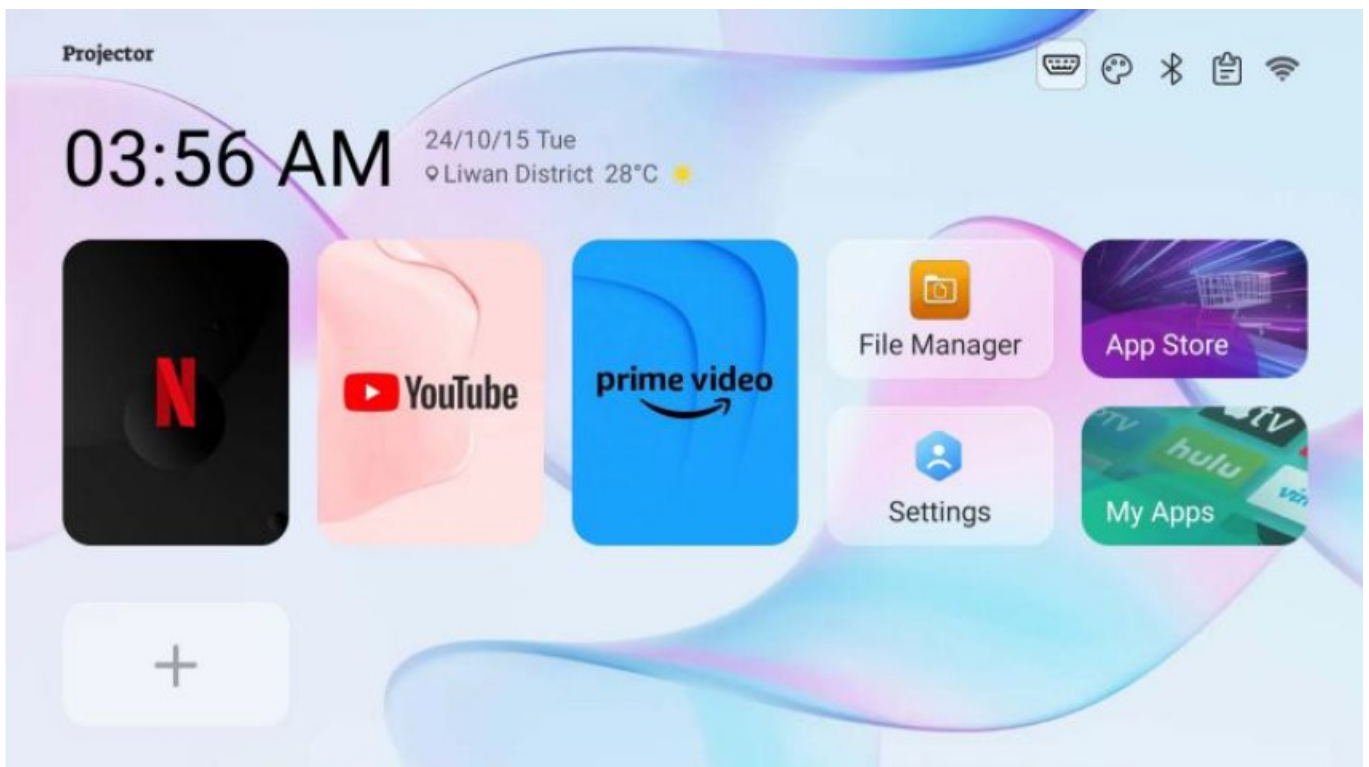 Projector
03:56 AM
24/10/15 Tue
Liwan District 28°C
N
YouTube
prime video
File Manager
App Store
Settings
tv
hulu
My Apps